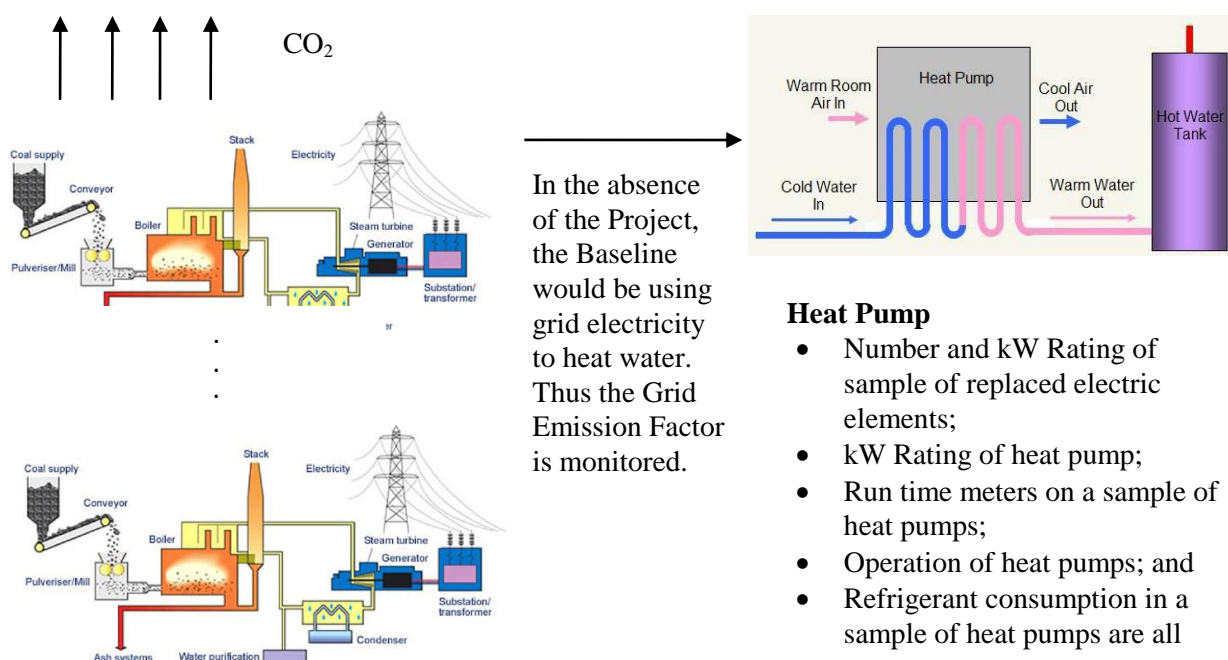 CO₂
Coal supply
Conveyor
Pulveriser/Mill
Boiler
Stack
Electricity
Steam turbine
Generator
Substation/
transformer
Coal supply
Conveyor
Pulveriser/Mill
Boiler
Stack
Electricity
Steam turbine
Generator
Substation/
transformer
Condenser
Ash systems
Water purification
In the absence
of the Project,
the Baseline
would be using
grid electricity
to heat water.
Thus the Grid
Emission Factor
is monitored.
Heat Pump
Warm Room
Air In
Cool Air
Out
Hot Water
Tank
Cold Water
In
Warm Water
Out
Heat Pump
• Number and kW Rating of
sample of replaced electric
elements;
• kW Rating of heat pump;
• Run time meters on a sample of
heat pumps;
• Operation of heat pumps; and
• Refrigerant consumption in a
sample of heat pumps are all